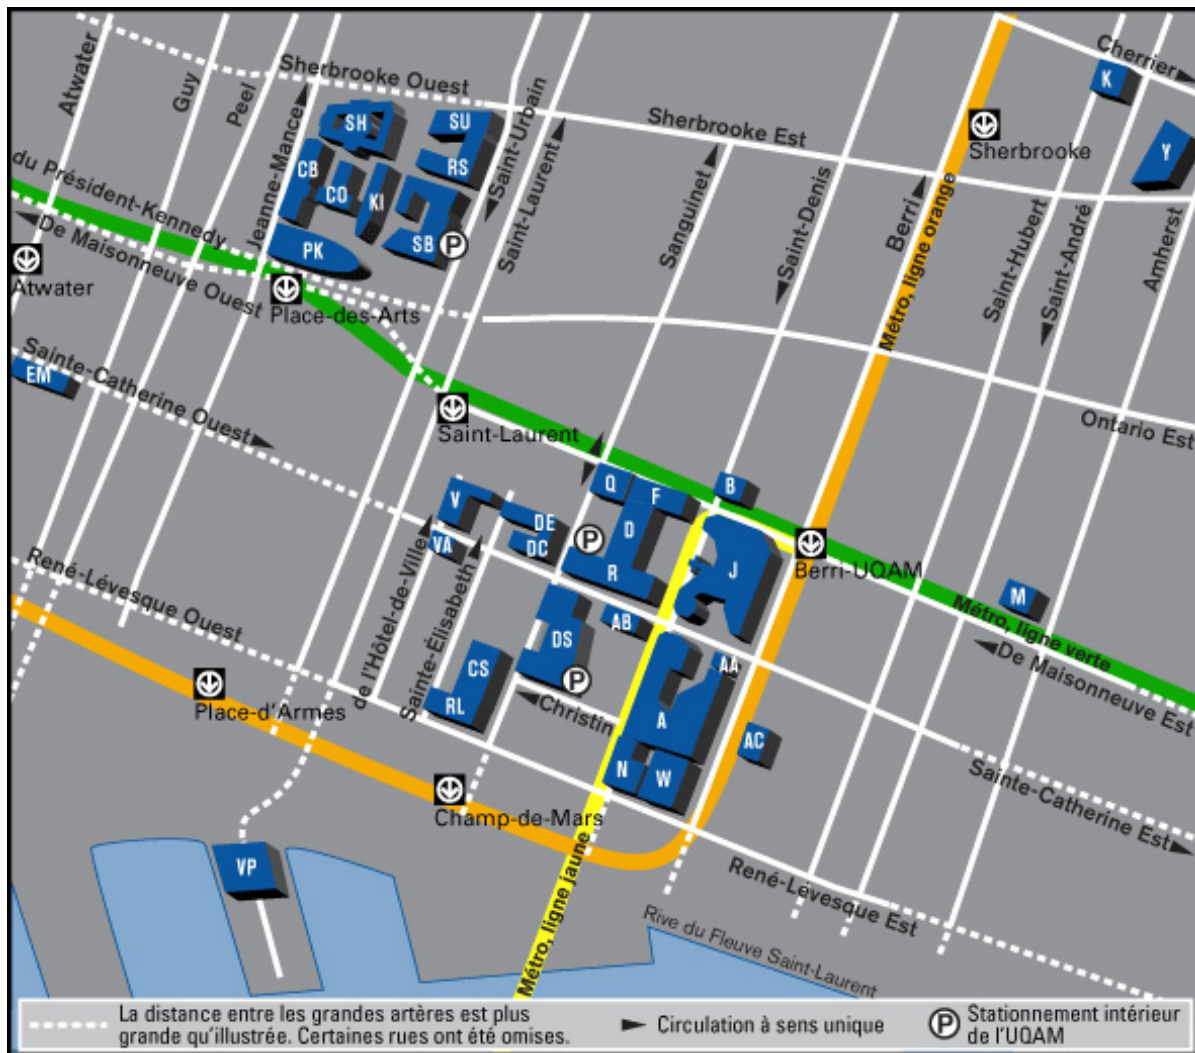 Atwater
Guy
Peel
Sherbrooke Ouest
Jeanne-Mance
Saint-Urbain
Saint-Laurent
Sherbrooke Est
Sanguinet
Saint-Denis
Berri
Métro, ligne orange
Cherrier
Sherbrooke
Saint-Hubert
Saint-André
Amherst
K
Y
SH
SU
RS
CB
CO
KI
SB
P
PK
du Président-Kennedy
De Maisonneuve Ouest
Atwater
Place-des-Arts
Sainte-Catherine Ouest
EM
Saint-Laurent
Ontario Est
Q
F
B
V
VA
DE
DC
D
P
R
J
Berri-UQAM
M
Métro, ligne verte
De Maisonneuve Est
René-Lévesque Ouest
de l'Hôtel-de-Ville
Sainte-Élisabeth
AB
DS
P
CS
RL
Christin
AA
A
AC
N
W
Place-d'Armes
Champ-de-Mars
Sainte-Catherine Est
René-Lévesque Est
VP
Métro, ligne jaune
Rive du Fleuve Saint-Laurent
La distance entre les grandes artères est plus
grande qu'illustrée. Certaines rues ont été omises.
Circulation à sens unique
P
Stationnement intérieur
de l'UQAM